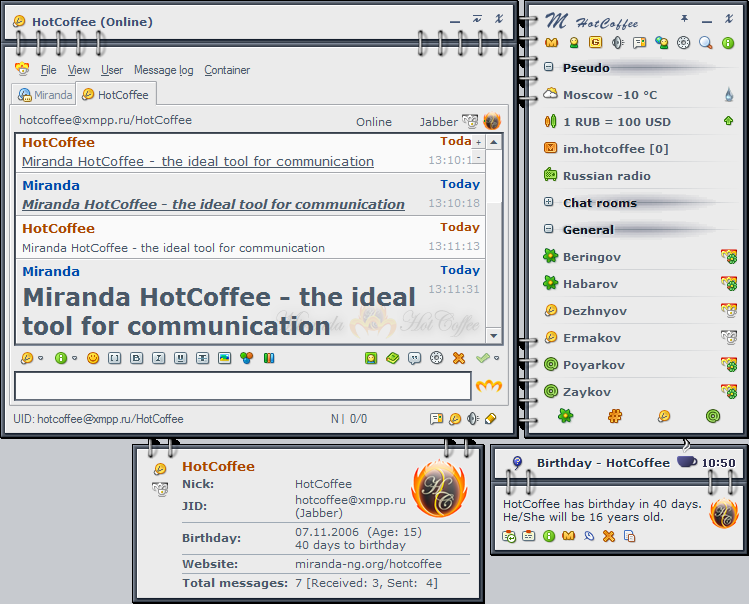 HotCoffee (Online)
File View User Message log Container
Miranda HotCoffee
hotcoffee@xmpp.ru/HotCoffee Online Jabber
HotCoffee Toda
Miranda HotCoffee - the ideal tool for communication 13:10:1
Miranda Today
Miranda HotCoffee - the ideal tool for communication 13:10:18
HotCoffee Today
Miranda HotCoffee - the ideal tool for communication 13:11:13
Miranda Today
Miranda HotCoffee - the ideal 13:11:31
tool for communication
Miranda HotCoffee
UID: hotcoffee@xmpp.ru/HotCoffee N | 0/0
M HotCoffee
Pseudo
Moscow -10 °C
1 RUB = 100 USD
im.hotcoffee [0]
Russian radio
Chat rooms
General
Beringov
Habarov
Dezhnyov
Ermakov
Poyarkov
Zaykov
HotCoffee
Nick: HotCoffee
JID: hotcoffee@xmpp.ru
(Jabber)
Birthday: 07.11.2006 (Age: 15)
40 days to birthday
Website: miranda-ng.org/hotcoffee
Total messages: 7 [Received: 3, Sent: 4]
HC
Birthday - HotCoffee 10:50
HotCoffee has birthday in 40 days.
He/She will be 16 years old.